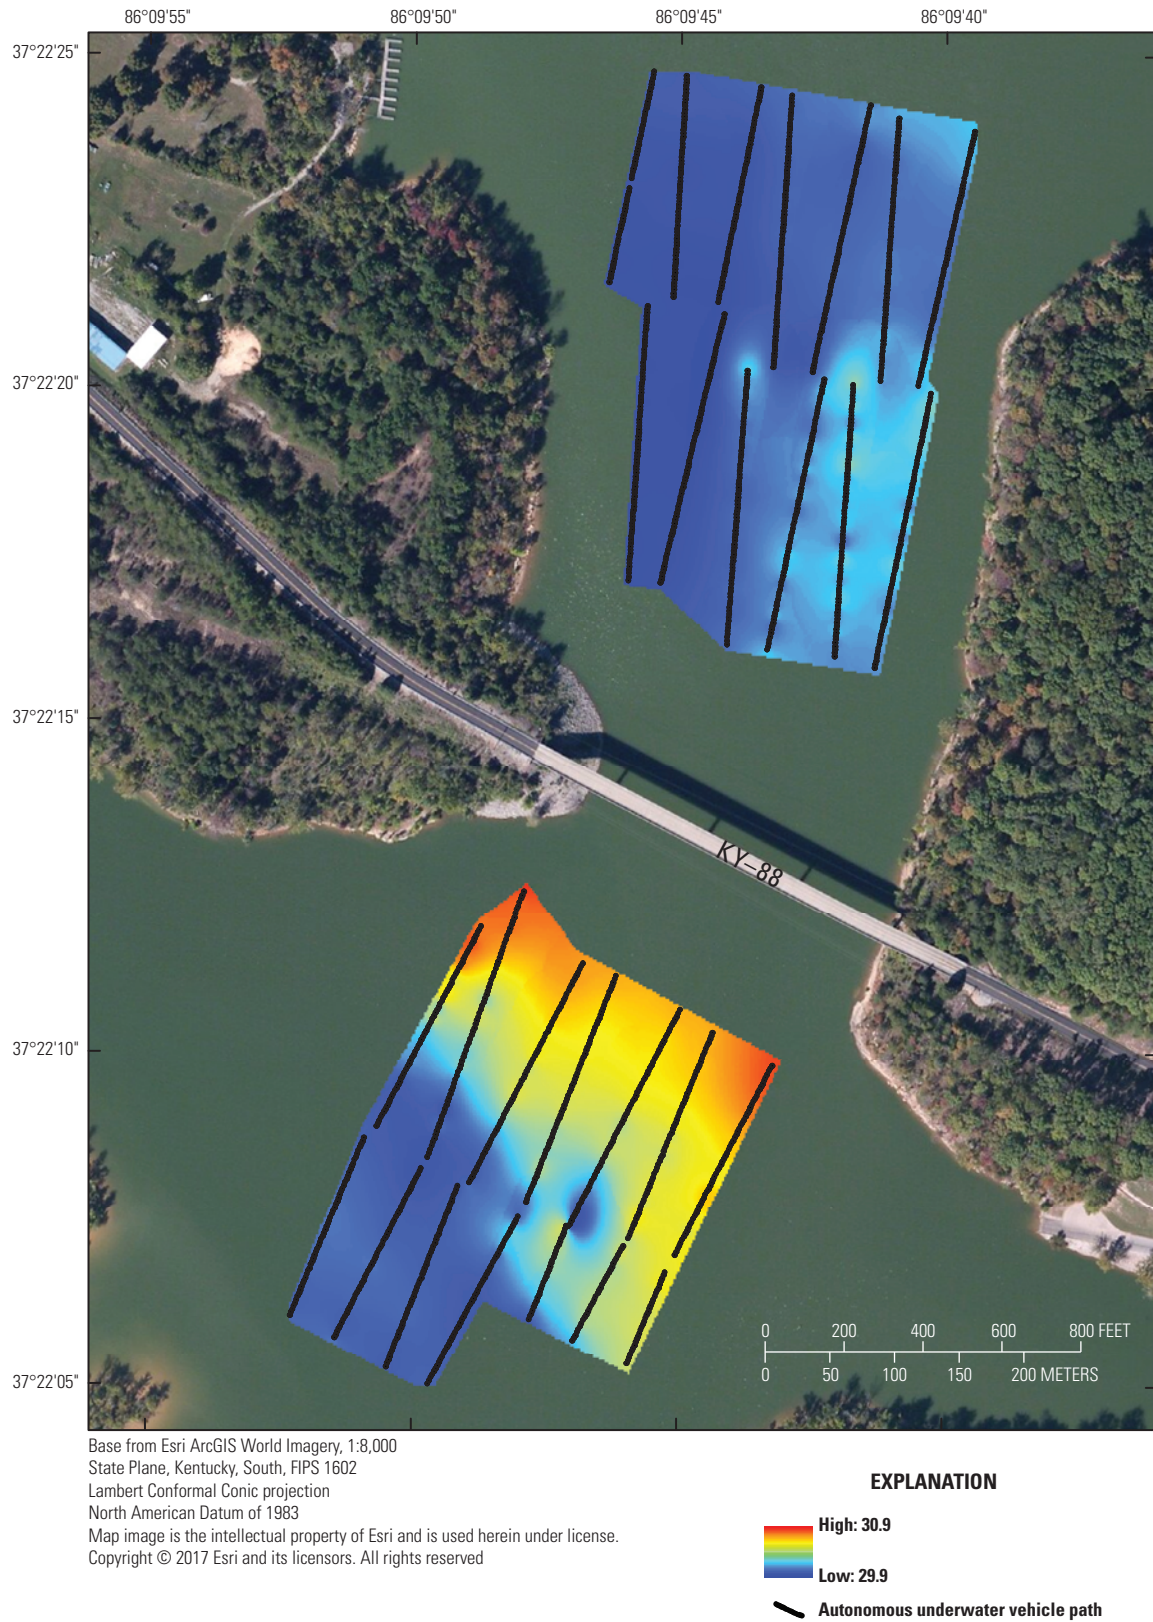 86°09'55" 86°09'50" 86°09'45" 86°09'40"
37°22'25"
37°22'20"
37°22'15"
KY–88
37°22'10"
0 200 400 600 800 FEET
0 50 100 150 200 METERS
37°22'05"
Base from Esri ArcGIS World Imagery, 1:8,000
State Plane, Kentucky, South, FIPS 1602
Lambert Conformal Conic projection
North American Datum of 1983
Map image is the intellectual property of Esri and is used herein under license.
Copyright © 2017 Esri and its licensors. All rights reserved
EXPLANATION
High: 30.9
Low: 29.9
Autonomous underwater vehicle path